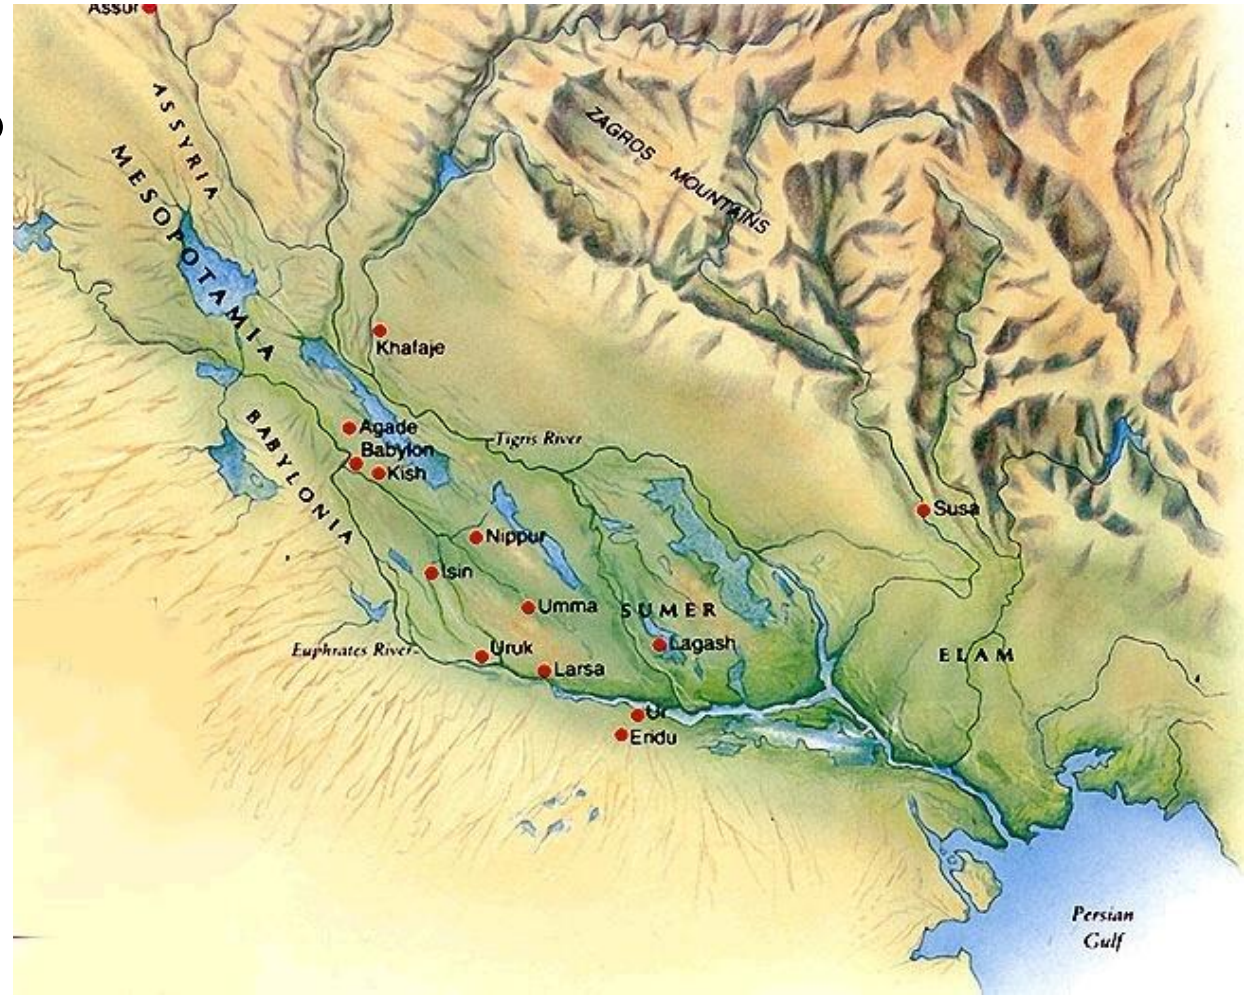 Assur
ASSYRIA
MESOPOTAMIA
ZAGROS MOUNTAINS
Khafaje
BABYLONIA
Agade
Babylon
Kish
Tigris River
Susa
Nippur
Isin
Umma
SUMER
Euphrates River
Uruk
Lagash
ELAM
Larsa
Ur
Eridu
Persian
Gulf